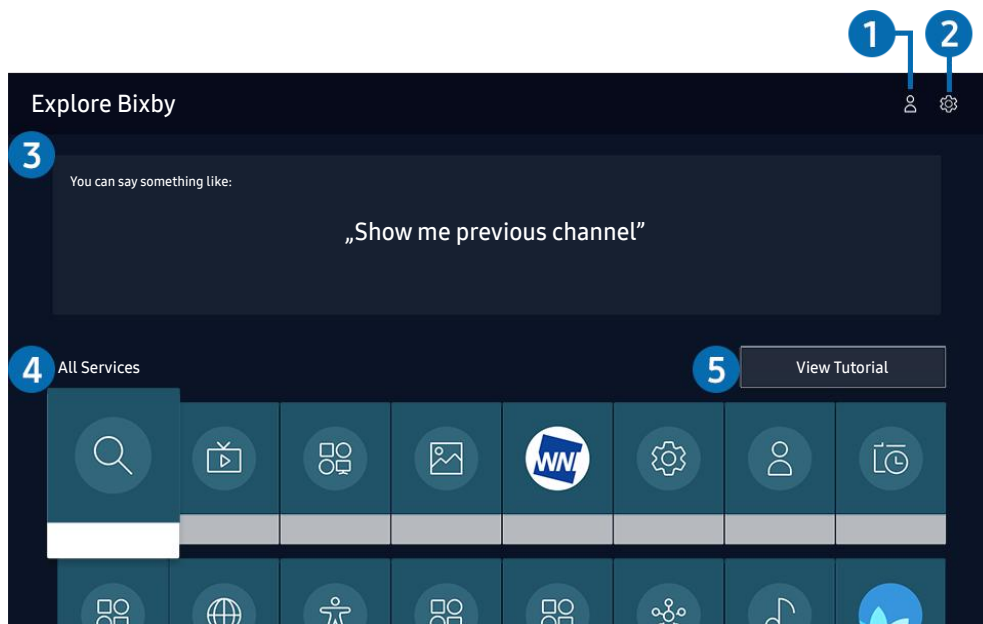 1 2
Explore Bixby
3
You can say something like:
„Show me previous channel”
4 All Services
5 View Tutorial
WNI